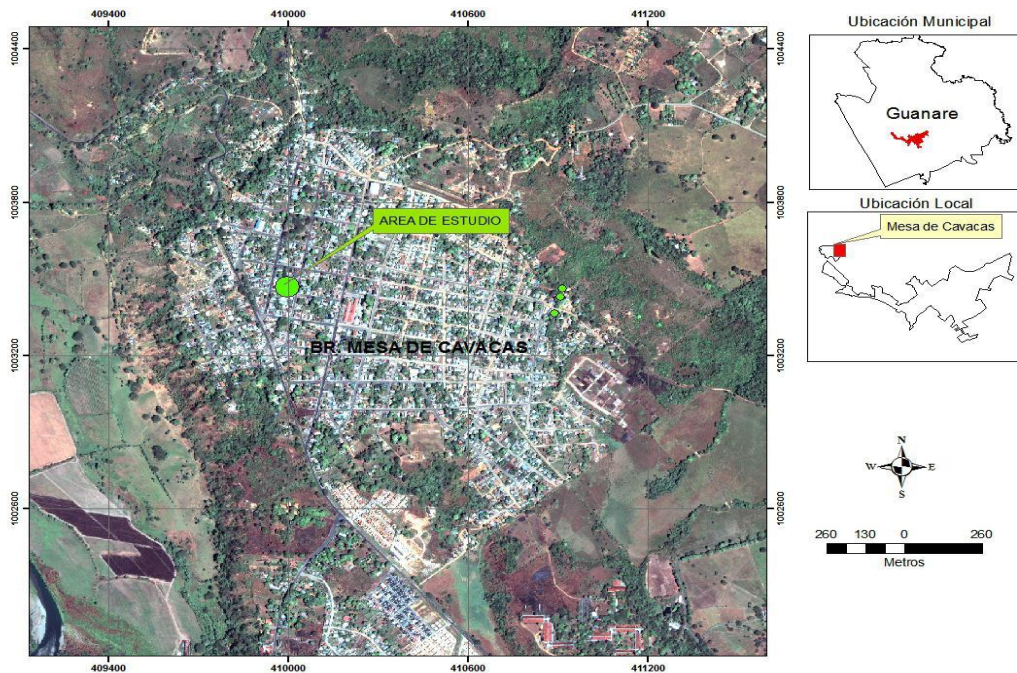 409400 410000 410600 411200
1004400
1003800
1003200
1002600
AREA DE ESTUDIO
BR. MESA DE CAVACAS
1004400
1003800
1003200
1002600
409400 410000 410600 411200
Ubicación Municipal
Guanare
Ubicación Local
Mesa de Cavacas
N
W E
S
260 130 0 260
Metros